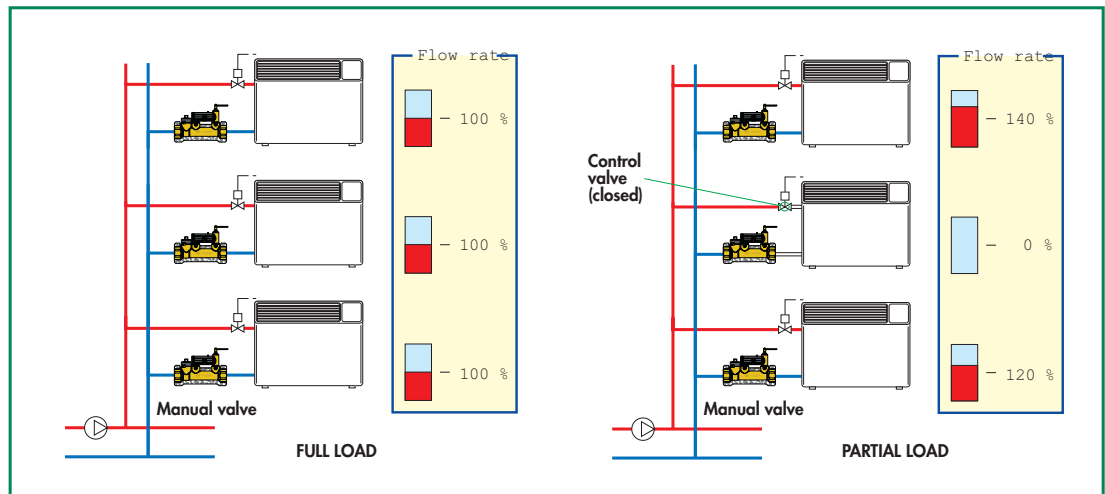 Flow rate
100 %
100 %
100 %
Manual valve
FULL LOAD
Flow rate
140 %
Control
valve
(closed)
0 %
120 %
Manual valve
PARTIAL LOAD